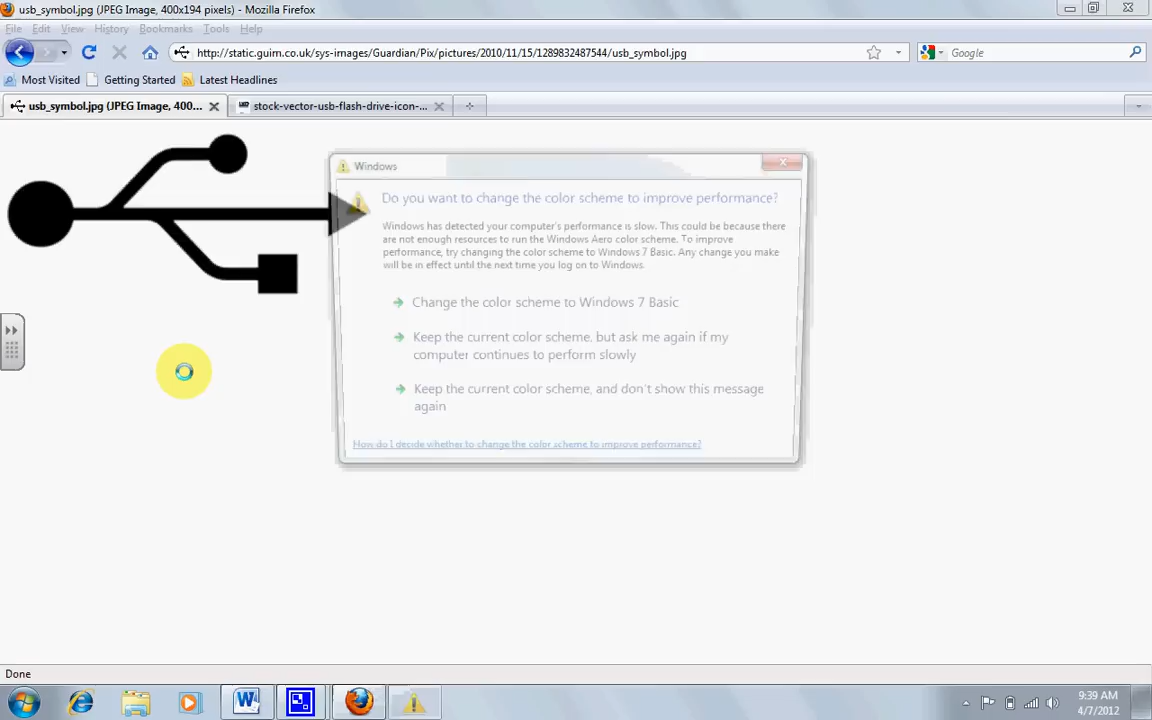 usb_symbol.jpg (JPEG Image, 400x194 pixels) - Mozilla Firefox
File Edit View History Bookmarks Tools Help
http://static.guim.co.uk/sys-images/Guardian/Pix/pictures/2010/11/15/1289832487544/usb_symbol.jpg
Google
Most Visited Getting Started Latest Headlines
usb_symbol.jpg (JPEG Image, 400... stock-vector-usb-flash-drive-icon-...
Windows
Do you want to change the color scheme to improve performance?
Windows has detected your computer's performance is slow. This could be because there
are not enough resources to run the Windows Aero color scheme. To improve
performance, try changing the color scheme to Windows 7 Basic. Any change you make
will be in effect until the next time you log on to Windows.
Change the color scheme to Windows 7 Basic
Keep the current color scheme, but ask me again if my
computer continues to perform slowly
Keep the current color scheme, and don't show this message
again
How do I decide whether to change the color scheme to improve performance?
Done
9:39 AM
4/7/2012